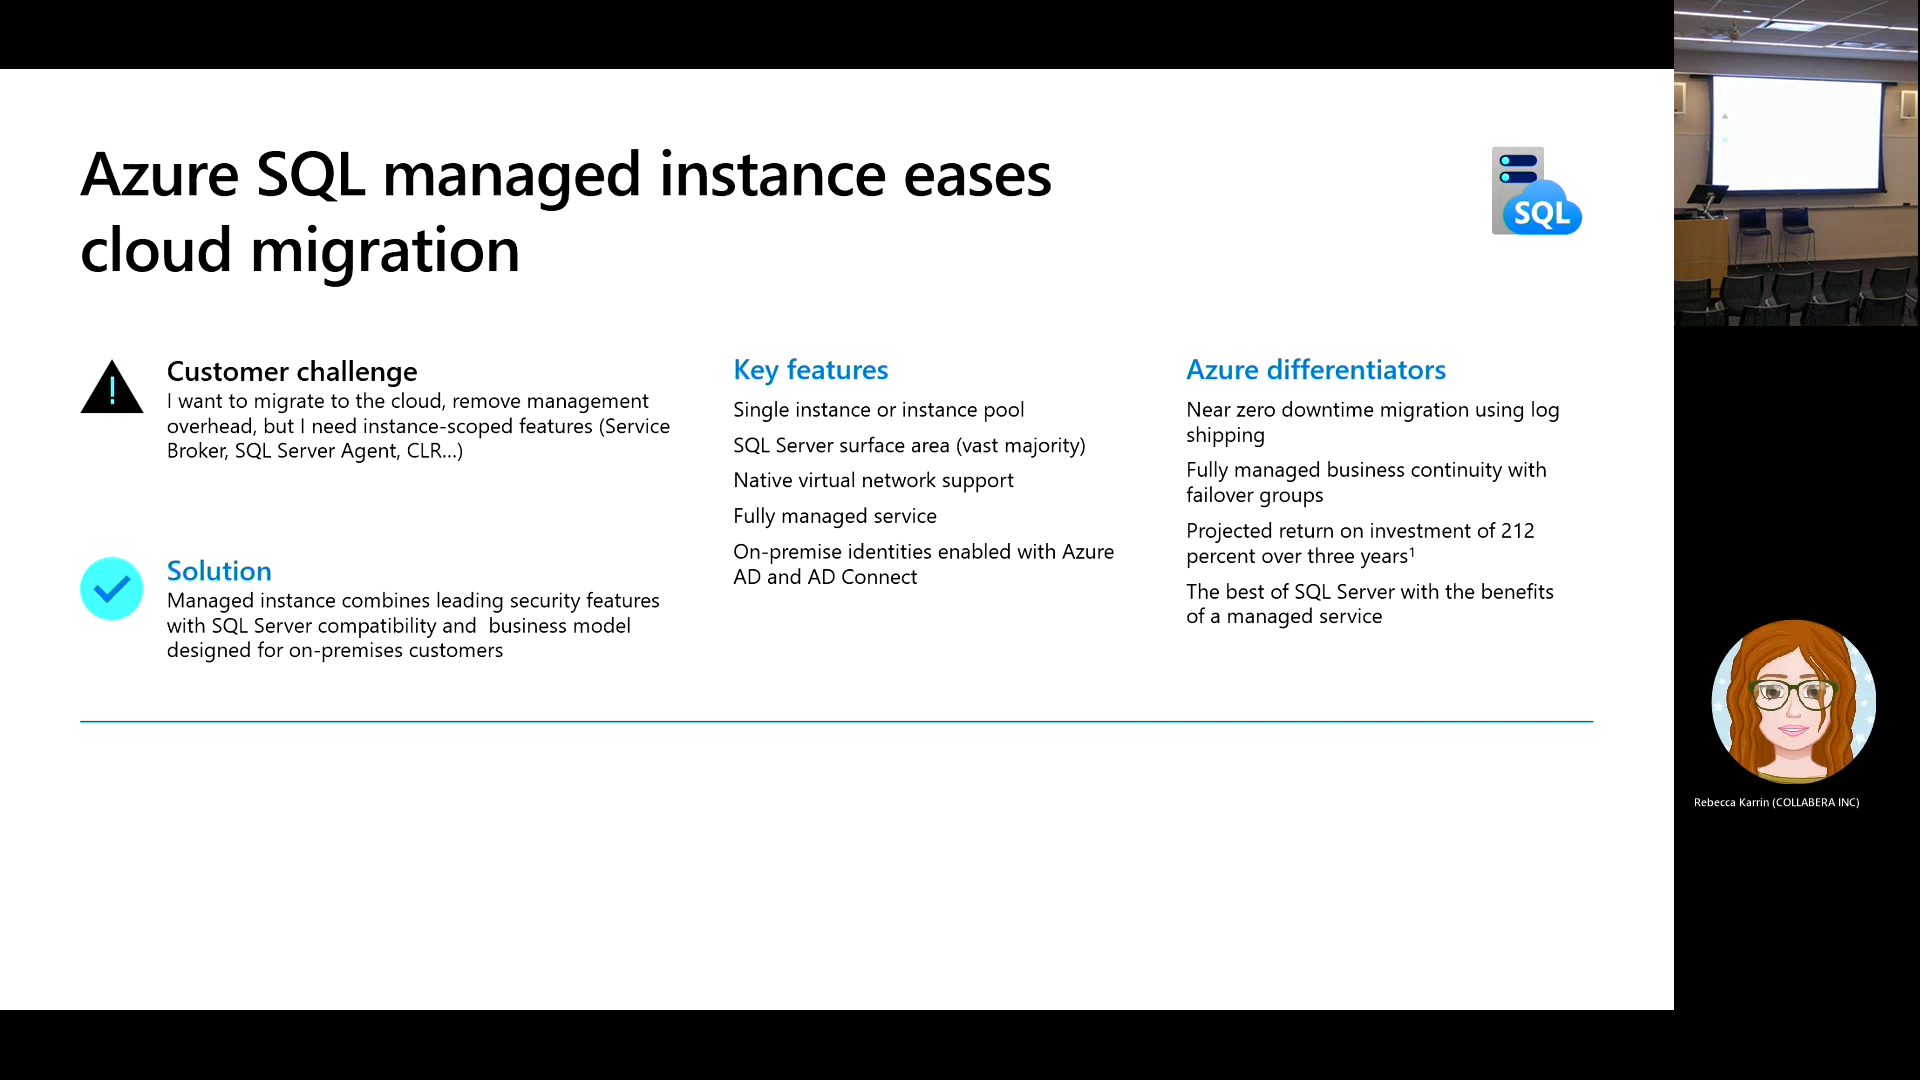 Azure SQL managed instance eases
cloud migration
SQL
!
Customer challenge
I want to migrate to the cloud, remove management
overhead, but I need instance-scoped features (Service
Broker, SQL Server Agent, CLR...)
Solution
Managed instance combines leading security features
with SQL Server compatibility and  business model
designed for on-premises customers
Key features
Single instance or instance pool
SQL Server surface area (vast majority)
Native virtual network support
Fully managed service
On-premise identities enabled with Azure
AD and AD Connect
Azure differentiators
Near zero downtime migration using log
shipping
Fully managed business continuity with
failover groups
Projected return on investment of 212
percent over three years¹
The best of SQL Server with the benefits
of a managed service
Rebecca Karrin (COLLABERA INC)